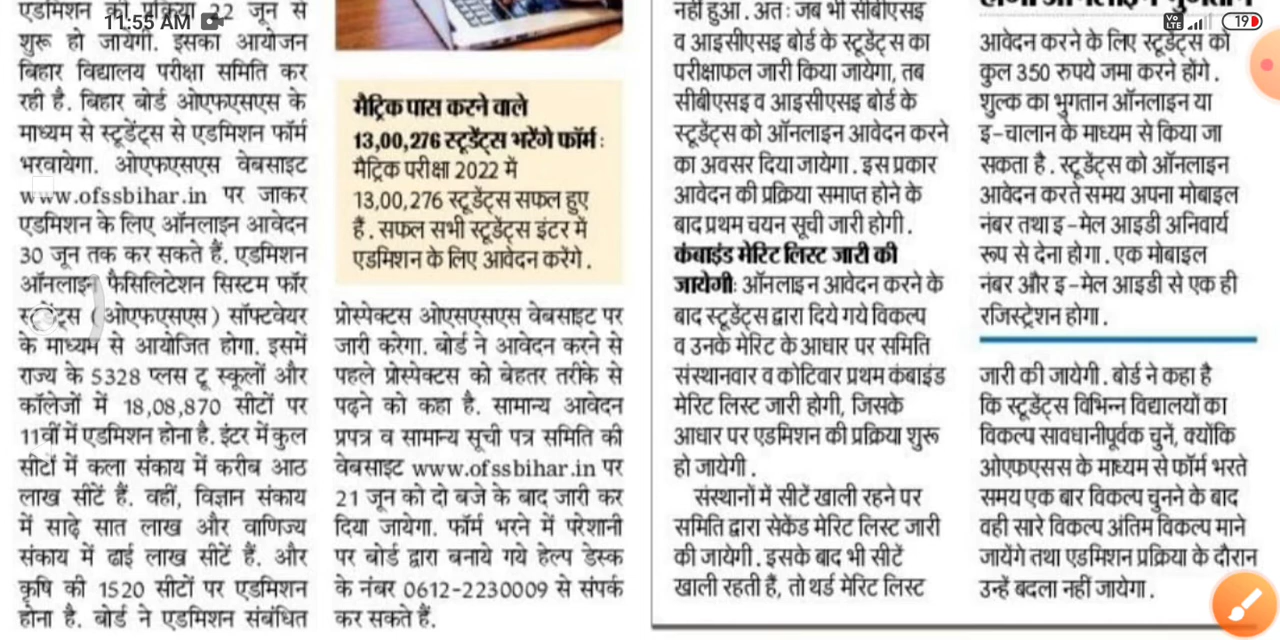 11:55 AM
19
एडमिशन की प्रक्रिया 22 जून से
शुरू हो जायेगी. इसका आयोजन
बिहार विद्यालय परीक्षा समिति कर
रही है. बिहार बोर्ड ओएफएसएस के
माध्यम से स्टूडेंट्स से एडमिशन फॉर्म
भरवायेगा. ओएफएसएस वेबसाइट
www.ofssbihar.in पर जाकर
एडमिशन के लिए ऑनलाइन आवेदन
30 जून तक कर सकते हैं. एडमिशन
ऑनलाइन फैसिलिटेशन सिस्टम फॉर
स्टूडेंट्स (ओएफएसएस) सॉफ्टवेयर
के माध्यम से आयोजित होगा. इसमें
राज्य के 5328 प्लस टू स्कूलों और
कॉलेजों में 18,08,870 सीटों पर
11वीं में एडमिशन होना है. इंटर में कुल
सीटों में कला संकाय में करीब आठ
लाख सीटें हैं. वहीं, विज्ञान संकाय
में साढ़े सात लाख और वाणिज्य
संकाय में ढाई लाख सीटें हैं. और
कृषि की 1520 सीटों पर एडमिशन
होना है. बोर्ड ने एडमिशन संबंधित
मैट्रिक पास करने वाले
13,00,276 स्टूडेंट्स भरेंगे फॉर्म :
मैट्रिक परीक्षा 2022 में
13,00,276 स्टूडेंट्स सफल हुए
हैं. सफल सभी स्टूडेंट्स इंटर में
एडमिशन के लिए आवेदन करेंगे.
प्रोस्पेक्टस ओएसएसएस वेबसाइट पर
जारी करेगा. बोर्ड ने आवेदन करने से
पहले प्रोस्पेक्टस को बेहतर तरीके से
पढ़ने को कहा है. सामान्य आवेदन
प्रपत्र व सामान्य सूची पत्र समिति की
वेबसाइट www.ofssbihar.in पर
21 जून को दो बजे के बाद जारी कर
दिया जायेगा. फॉर्म भरने में परेशानी
पर बोर्ड द्वारा बनाये गये हेल्प डेस्क
के नंबर 0612-2230009 से संपर्क
कर सकते हैं.
नहीं हुआ. अत: जब भी सीबीएसइ
व आइसीएसइ बोर्ड के स्टूडेंट्स का
परीक्षाफल जारी किया जायेगा, तब
सीबीएसइ व आइसीएसइ बोर्ड के
स्टूडेंट्स को ऑनलाइन आवेदन करने
का अवसर दिया जायेगा. इस प्रकार
आवेदन की प्रक्रिया समाप्त होने के
बाद प्रथम चयन सूची जारी होगी.
कंबाइंड मेरिट लिस्ट जारी की
जायेगी: ऑनलाइन आवेदन करने के
बाद स्टूडेंट्स द्वारा दिये गये विकल्प
व उनके मेरिट के आधार पर समिति
संस्थानवार व कोटिवार प्रथम कंबाइंड
मेरिट लिस्ट जारी होगी, जिसके
आधार पर एडमिशन की प्रक्रिया शुरू
हो जायेगी.
संस्थानों में सीटें खाली रहने पर
समिति द्वारा सेकेंड मेरिट लिस्ट जारी
की जायेगी. इसके बाद भी सीटें
खाली रहती हैं, तो थर्ड मेरिट लिस्ट
आवेदन करने के लिए स्टूडेंट्स को
कुल 350 रुपये जमा करने होंगे.
शुल्क का भुगतान ऑनलाइन या
इ-चालान के माध्यम से किया जा
सकता है. स्टूडेंट्स को ऑनलाइन
आवेदन करते समय अपना मोबाइल
नंबर तथा इ-मेल आइडी अनिवार्य
रूप से देना होगा. एक मोबाइल
नंबर और इ-मेल आइडी से एक ही
रजिस्ट्रेशन होगा.
जारी की जायेगी. बोर्ड ने कहा है
कि स्टूडेंट्स विभिन्न विद्यालयों का
विकल्प सावधानीपूर्वक चुनें, क्योंकि
ओएफएसस के माध्यम से फॉर्म भरते
समय एक बार विकल्प चुनने के बाद
वही सारे विकल्प अंतिम विकल्प माने
जायेंगे तथा एडमिशन प्रक्रिया के दौरान
उन्हें बदला नहीं जायेगा.